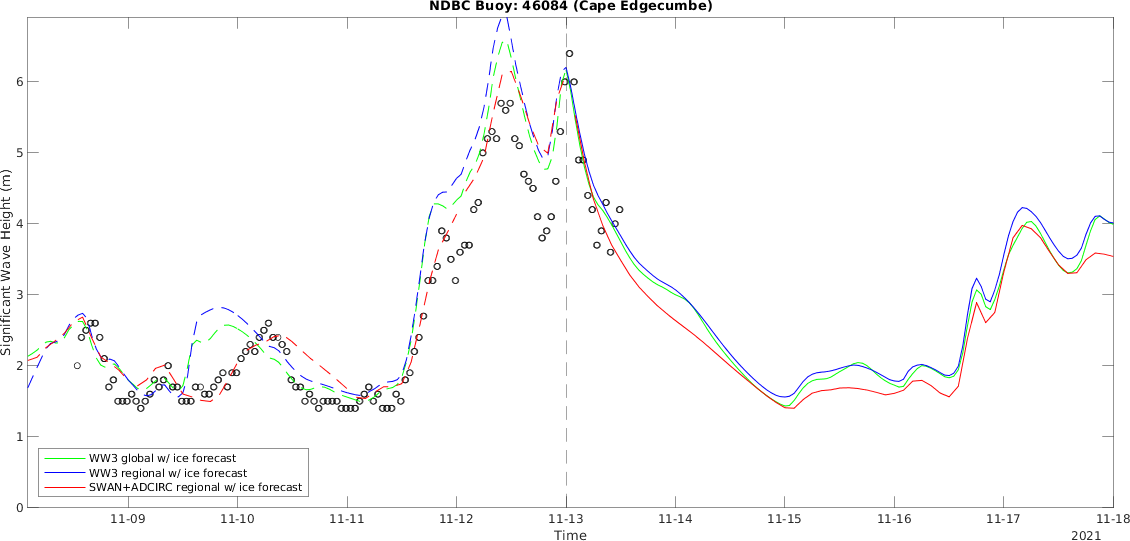 NDBC Buoy: 46084 (Cape Edgecumbe)
Significant Wave Height (m)
6
5
4
3
2
1
0
WW3 global w/ ice forecast
WW3 regional w/ ice forecast
SWAN+ADCIRC regional w/ ice forecast
11-09 11-10 11-11 11-12 11-13 11-14 11-15 11-16 11-17 11-18
Time
2021